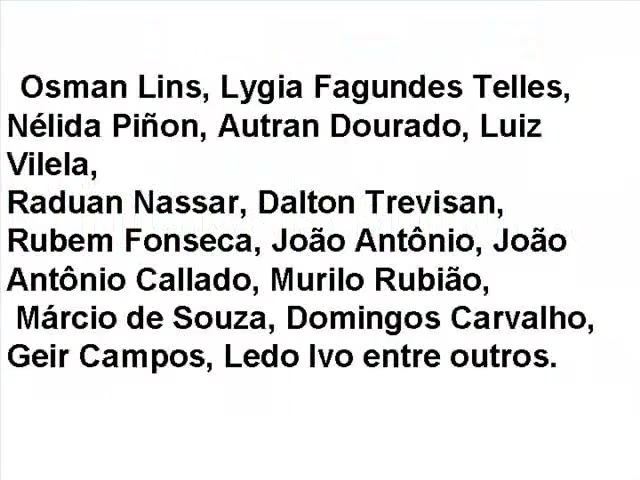 Osman Lins, Lygia Fagundes Telles,
Nélida Piñon, Autran Dourado, Luiz
Vilela,
Raduan Nassar, Dalton Trevisan,
Rubem Fonseca, João Antônio, João
Antônio Callado, Murilo Rubião,
Márcio de Souza, Domingos Carvalho,
Geir Campos, Ledo Ivo entre outros.